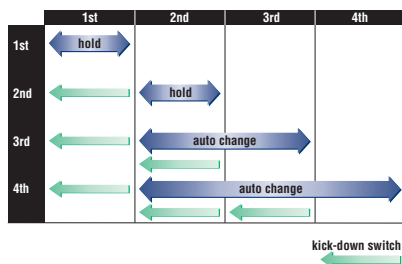 1st 2nd 3rd 4th
1st hold
2nd hold
3rd auto change
4th auto change
kick-down switch